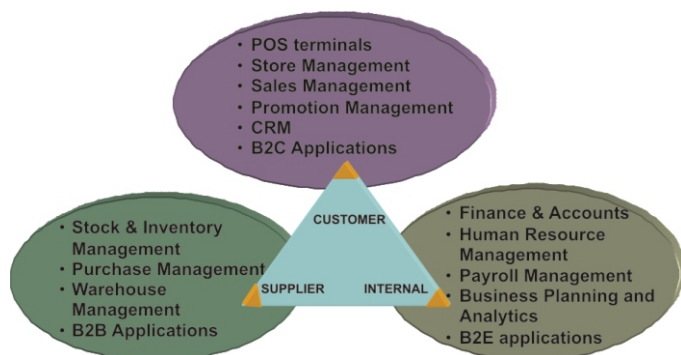 • POS terminals
• Store Management
• Sales Management
• Promotion Management
• CRM
• B2C Applications
CUSTOMER
• Stock & Inventory
Management
• Purchase Management
• Warehouse
Management
• B2B Applications
SUPPLIER
INTERNAL
• Finance & Accounts
• Human Resource
Management
• Payroll Management
• Business Planning and
Analytics
• B2E applications